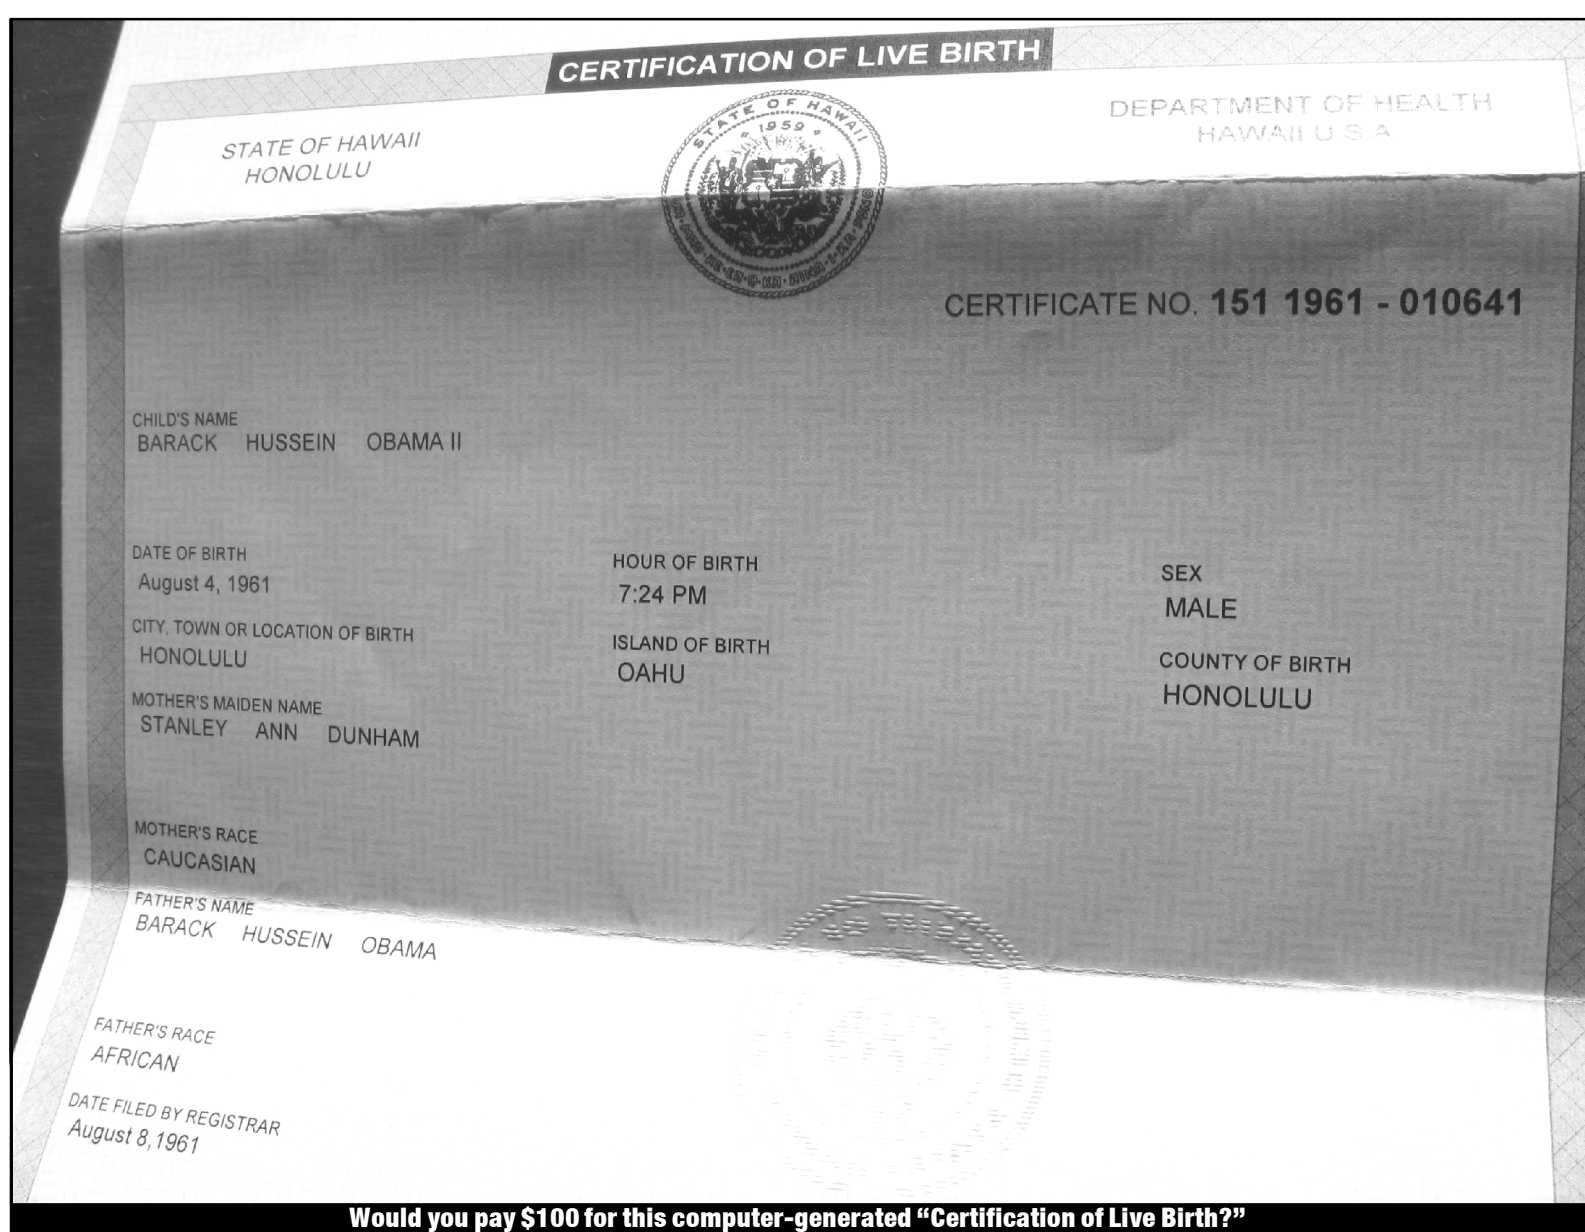 CERTIFICATION OF LIVE BIRTH
STATE OF HAWAII
HONOLULU
STATE OF HAWAII
1959
DEPARTMENT OF HEALTH
HAWAII U S A
CERTIFICATE NO. 151 1961 - 010641
CHILD'S NAME
BARACK HUSSEIN OBAMA II
DATE OF BIRTH
August 4, 1961
HOUR OF BIRTH
7:24 PM
SEX
MALE
CITY, TOWN OR LOCATION OF BIRTH
HONOLULU
ISLAND OF BIRTH
OAHU
COUNTY OF BIRTH
HONOLULU
MOTHER'S MAIDEN NAME
STANLEY ANN DUNHAM
MOTHER'S RACE
CAUCASIAN
FATHER'S NAME
BARACK HUSSEIN OBAMA
FATHER'S RACE
AFRICAN
DATE FILED BY REGISTRAR
August 8,1961
Would you pay $100 for this computer-generated “Certification of Live Birth?”